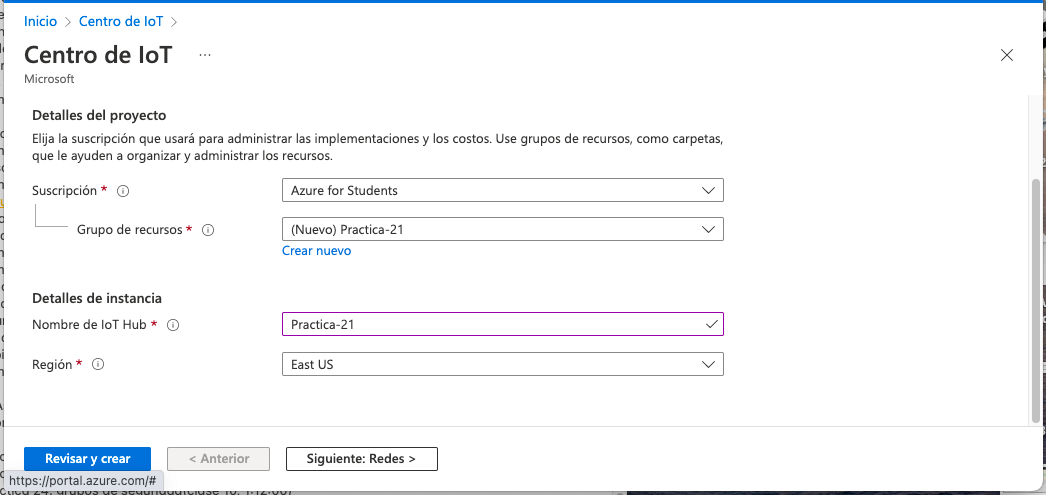 Inicio > Centro de IoT >
Centro de IoT ...
Microsoft
Detalles del proyecto
Elija la suscripción que usará para administrar las implementaciones y los costos. Use grupos de recursos, como carpetas,
que le ayuden a organizar y administrar los recursos.
Suscripción *
Azure for Students
Grupo de recursos *
(Nuevo) Practica-21
Crear nuevo
Detalles de instancia
Nombre de IoT Hub *
Practica-21
Región *
East US
Revisar y crear
< Anterior
Siguiente: Redes >
https://portal.azure.com/#